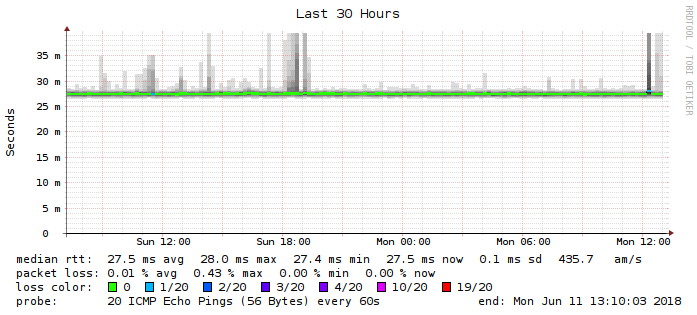 Last 30 Hours
RRDTOOL / TOBI OETIKER
Seconds
35 m
30 m
25 m
20 m
15 m
10 m
5 m
0
Sun 12:00 Sun 18:00 Mon 00:00 Mon 06:00 Mon 12:00
median rtt: 27.5 ms avg 28.0 ms max 27.4 ms min 27.5 ms now 0.1 ms sd 435.7 am/s
packet loss: 0.01 % avg 0.43 % max 0.00 % min 0.00 % now
loss color: 0 1/20 2/20 3/20 4/20 10/20 19/20
probe: 20 ICMP Echo Pings (56 Bytes) every 60s end: Mon Jun 11 13:10:03 2018